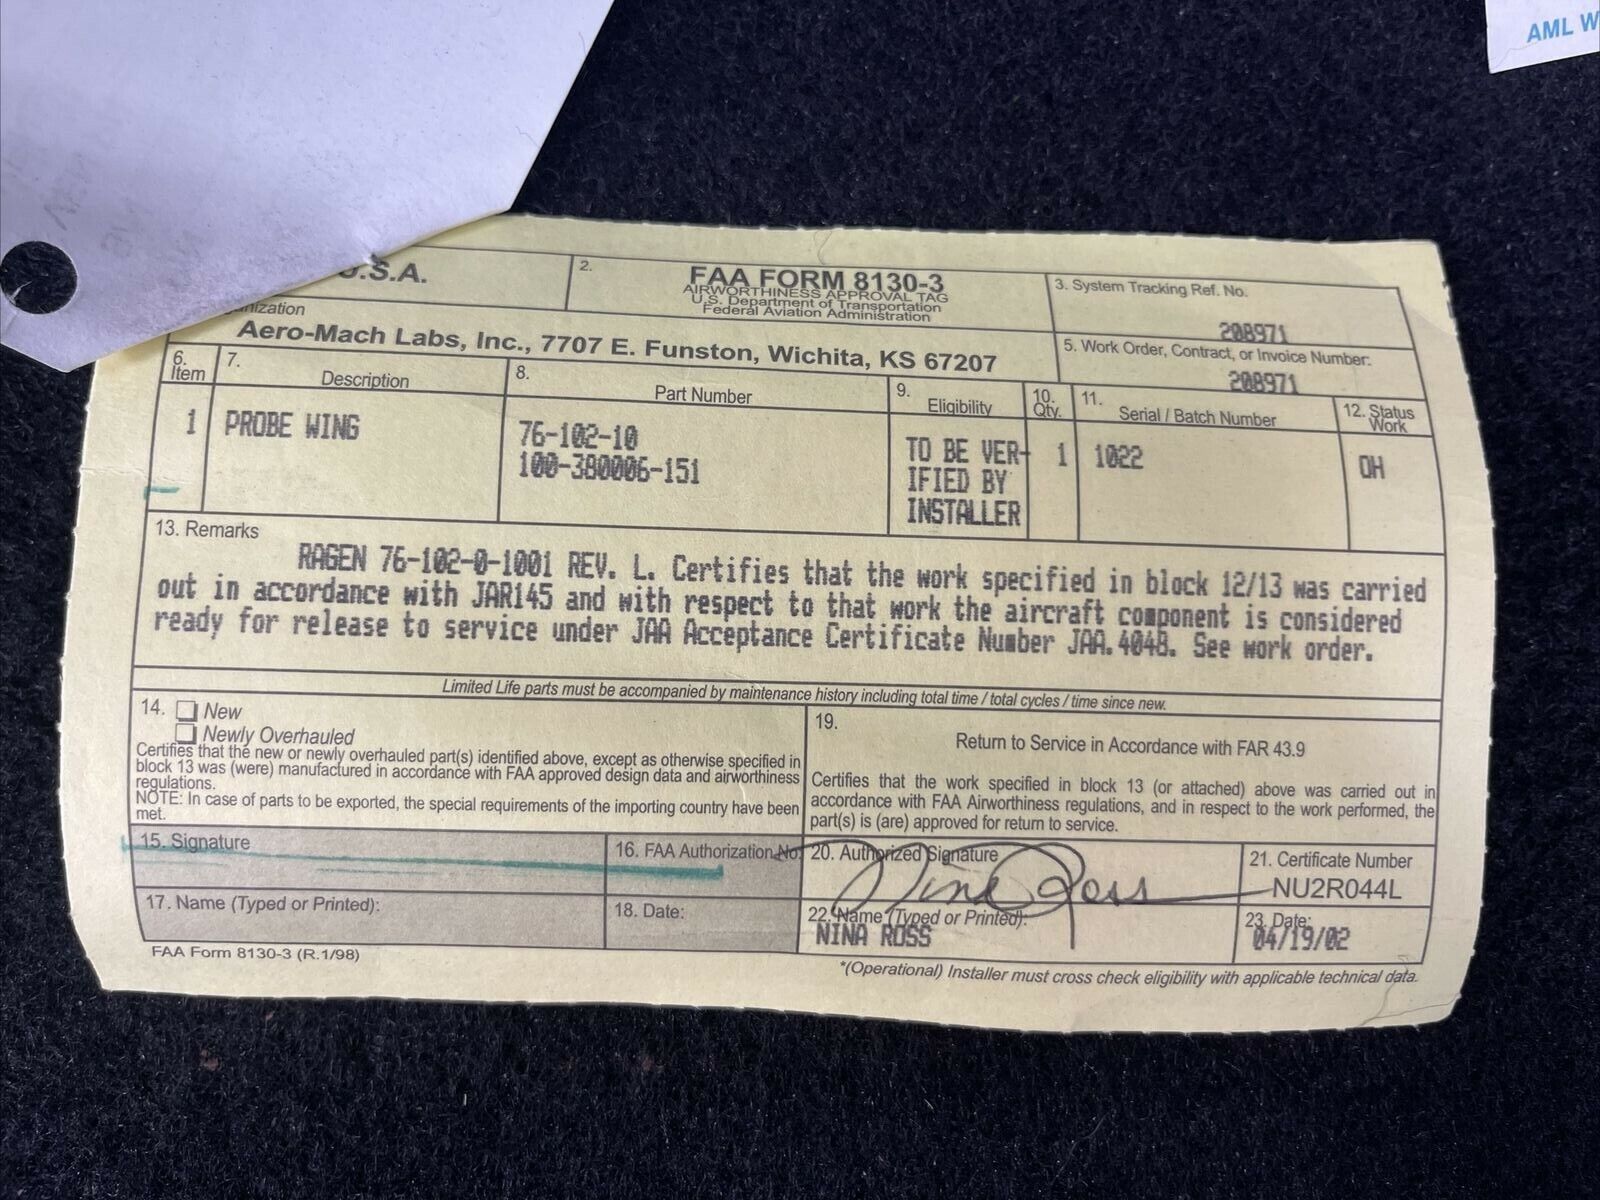 AML W
U.S.A.
2.
FAA FORM 8130-3
AIRWORTHINESS APPROVAL TAG
U.S. Department of Transportation
Federal Aviation Administration
3. System Tracking Ref. No.
208971
Aero-Mach Labs, Inc., 7707 E. Funston, Wichita, KS 67207
5. Work Order, Contract, or Invoice Number:
208971
6. Item
7. Description
8. Part Number
9. Eligibility
10. Qty.
11. Serial / Batch Number
12. Status Work
1 PROBE WING
76-102-10
100-380006-151
TO BE VER-
IFIED BY
INSTALLER
1
1022
OH
13. Remarks
RAGEN 76-102-0-1001 REV. L. Certifies that the work specified in block 12/13 was carried
out in accordance with JAR145 and with respect to that work the aircraft component is considered
ready for release to service under JAA Acceptance Certificate Number JAA.4048. See work order.
Limited Life parts must be accompanied by maintenance history including total time / total cycles / time since new.
14. New
Newly Overhauled
Certifies that the new or newly overhauled part(s) identified above, except as otherwise specified in
block 13 was (were) manufactured in accordance with FAA approved design data and airworthiness
regulations.
NOTE: In case of parts to be exported, the special requirements of the importing country have been
met.
19.
Return to Service in Accordance with FAR 43.9
Certifies that the work specified in block 13 (or attached) above was carried out in
accordance with FAA Airworthiness regulations, and in respect to the work performed, the
part(s) is (are) approved for return to service.
15. Signature
16. FAA Authorization No.
20. Authorized Signature
Nina Ross
21. Certificate Number
NU2R044L
17. Name (Typed or Printed):
18. Date:
22. Name (Typed or Printed):
NINA ROSS
23. Date:
04/19/02
FAA Form 8130-3 (R.1/98)
*(Operational) Installer must cross check eligibility with applicable technical data.